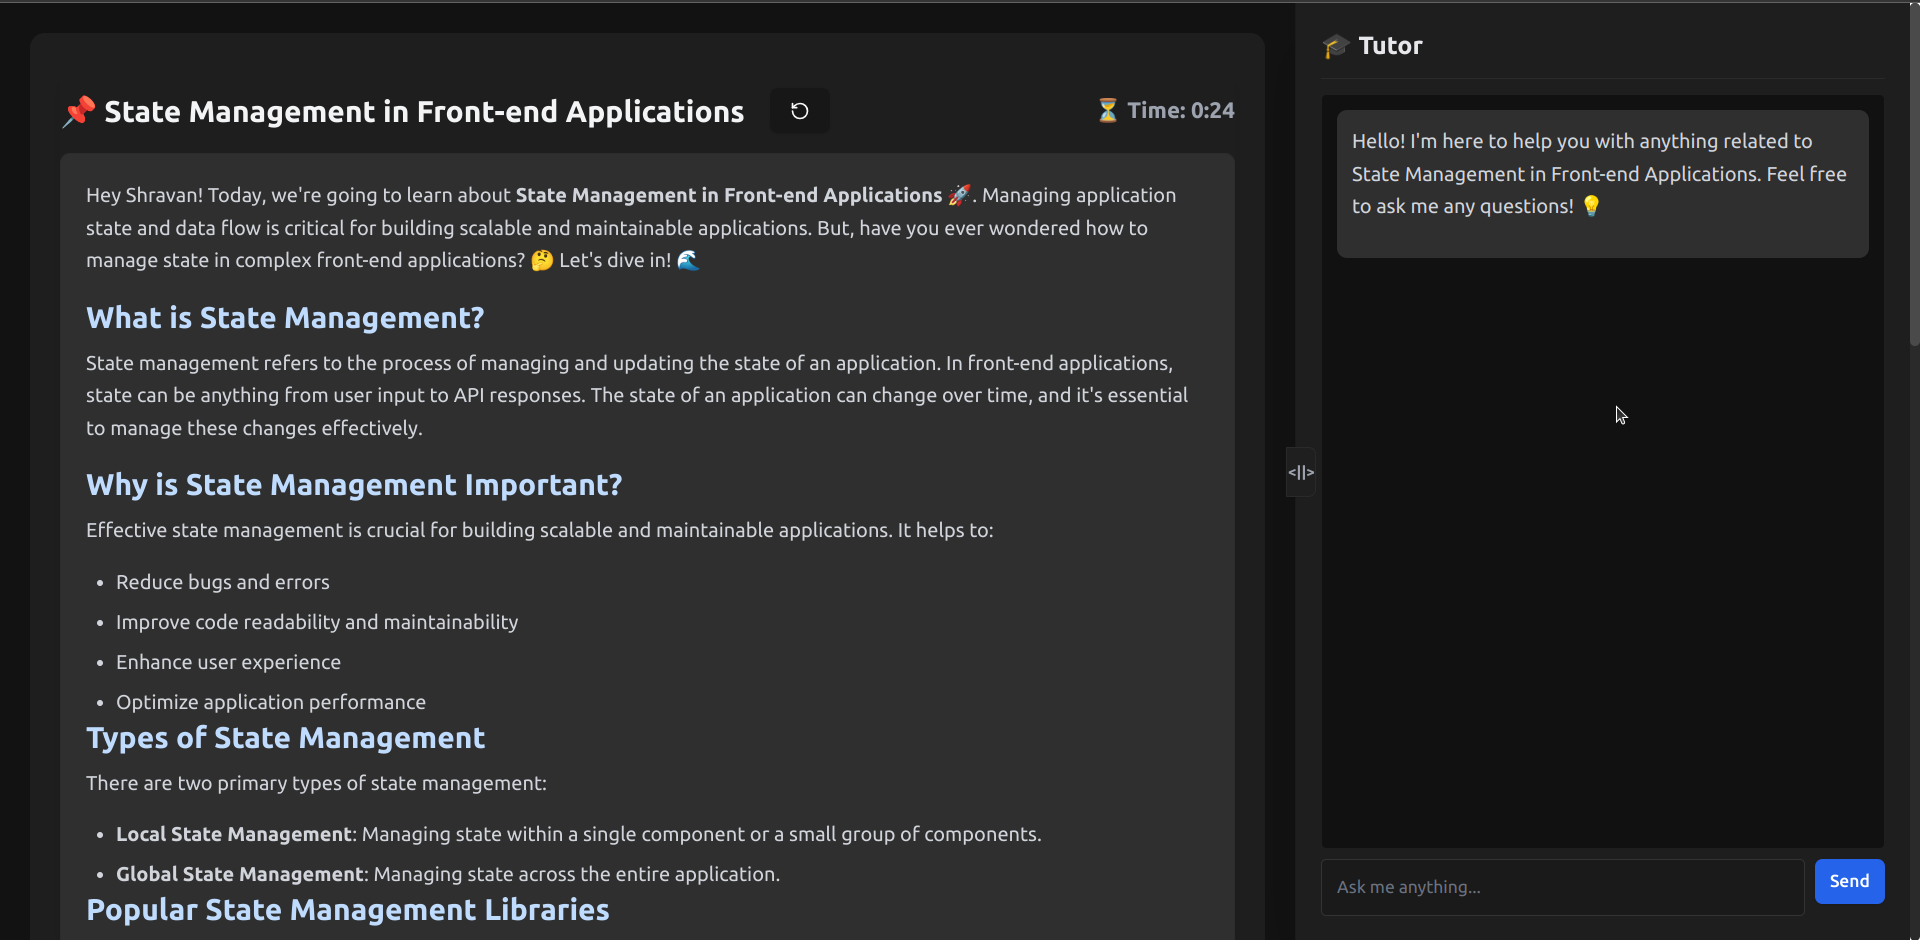 📌 State Management in Front-end Applications
⏳ Time: 0:24
Hey Shravan! Today, we're going to learn about State Management in Front-end Applications 🚀. Managing application
state and data flow is critical for building scalable and maintainable applications. But, have you ever wondered how to
manage state in complex front-end applications? 🤔 Let's dive in! 🌊
What is State Management?
State management refers to the process of managing and updating the state of an application. In front-end applications,
state can be anything from user input to API responses. The state of an application can change over time, and it's essential
to manage these changes effectively.
Why is State Management Important?
Effective state management is crucial for building scalable and maintainable applications. It helps to:
• Reduce bugs and errors
• Improve code readability and maintainability
• Enhance user experience
• Optimize application performance
Types of State Management
There are two primary types of state management:
• Local State Management: Managing state within a single component or a small group of components.
• Global State Management: Managing state across the entire application.
Popular State Management Libraries
<||>
🎓 Tutor
Hello! I'm here to help you with anything related to
State Management in Front-end Applications. Feel free
to ask me any questions! 💡
Ask me anything...
Send